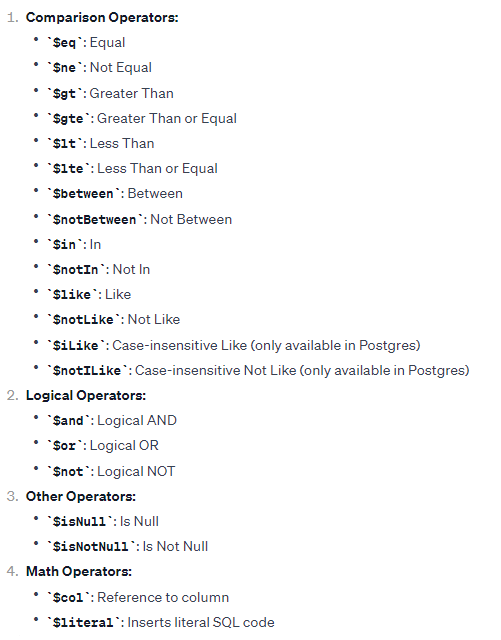 1. Comparison Operators:
• `$eq`: Equal
• `$ne`: Not Equal
• `$gt`: Greater Than
• `$gte`: Greater Than or Equal
• `$lt`: Less Than
• `$lte`: Less Than or Equal
• `$between`: Between
• `$notBetween`: Not Between
• `$in`: In
• `$notIn`: Not In
• `$like`: Like
• `$notLike`: Not Like
• `$iLike`: Case-insensitive Like (only available in Postgres)
• `$notILike`: Case-insensitive Not Like (only available in Postgres)
2. Logical Operators:
• `$and`: Logical AND
• `$or`: Logical OR
• `$not`: Logical NOT
3. Other Operators:
• `$isNull`: Is Null
• `$isNotNull`: Is Not Null
4. Math Operators:
• `$col`: Reference to column
• `$literal`: Inserts literal SQL code